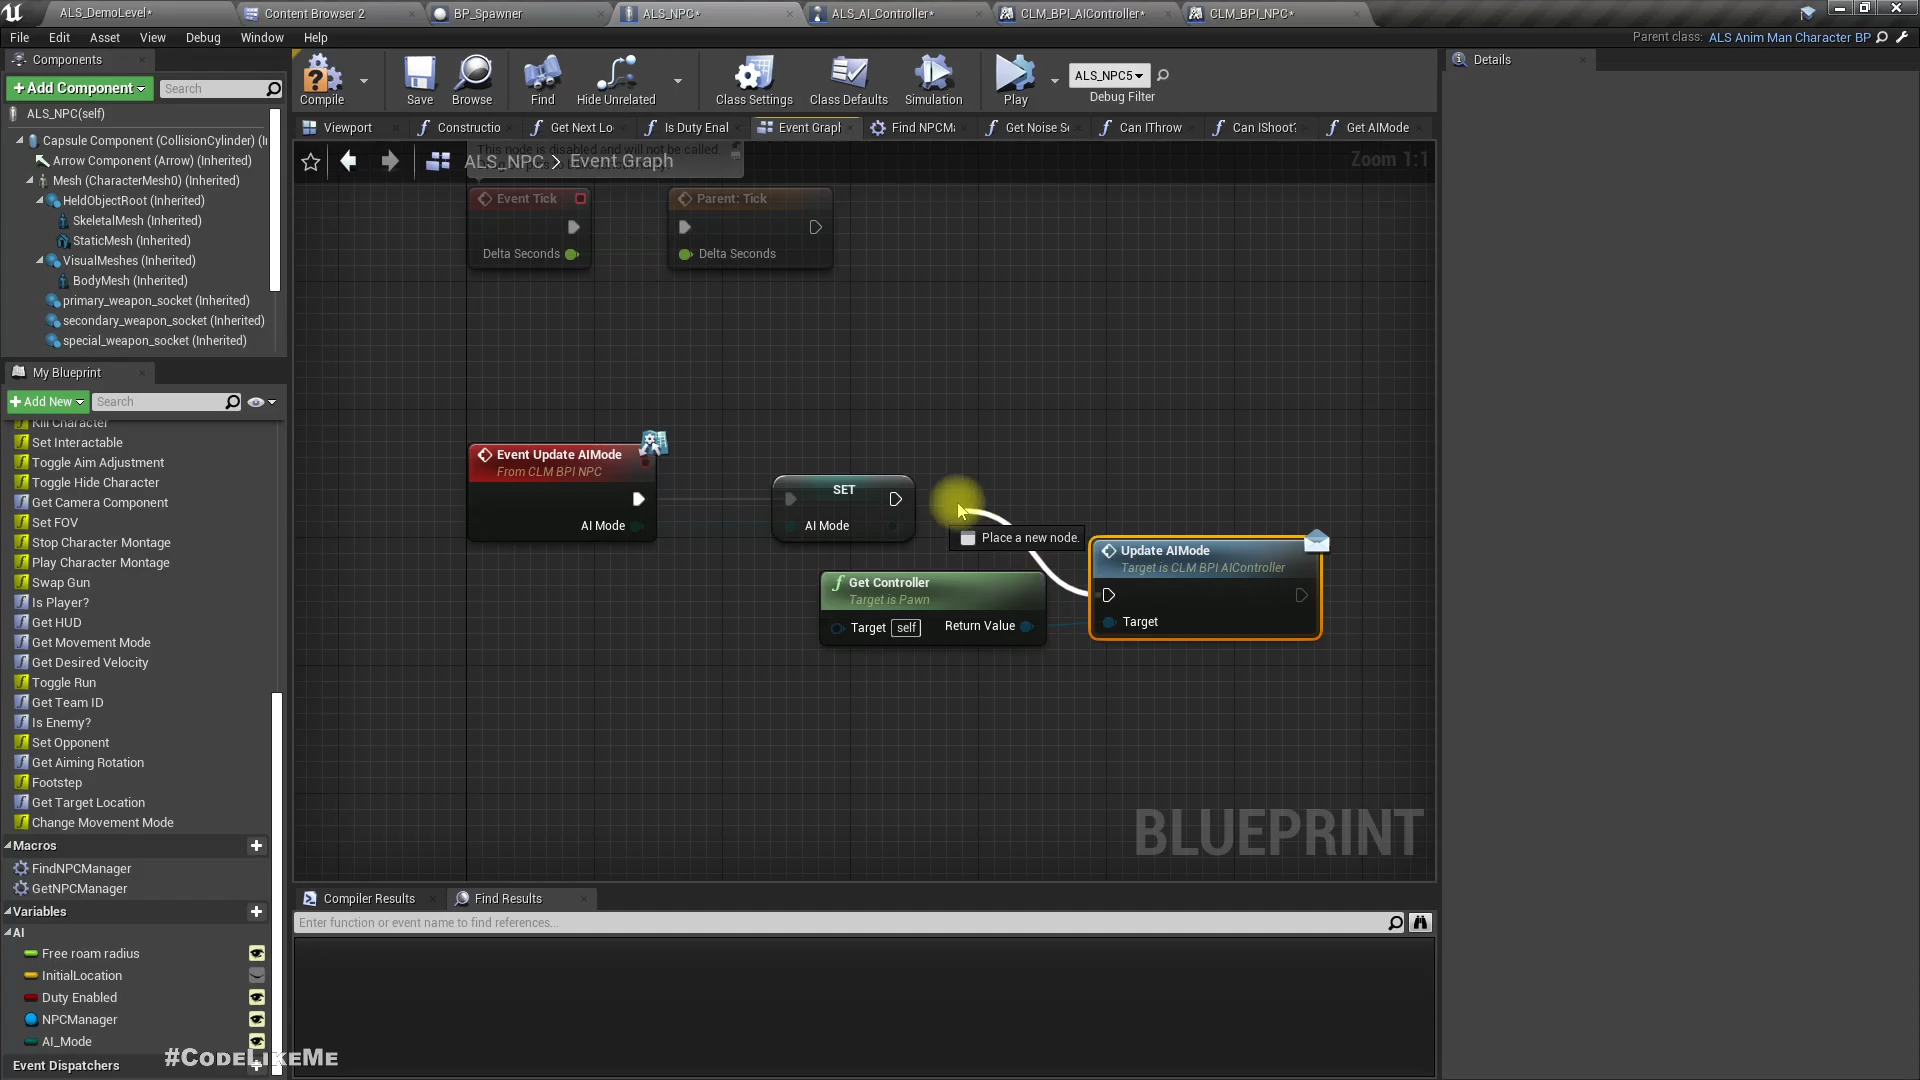 ALS_DemoLevel*
Content Browser 2
BP_Spawner
ALS_NPC*
ALS_AI_Controller*
CLM_BPI_AIController*
CLM_BPI_NPC*
File Edit Asset View Debug Window Help
Parent class: ALS Anim Man Character BP
Components
+Add Component
Search
ALS_NPC(self)
Capsule Component (CollisionCylinder) (I
Arrow Component (Arrow) (Inherited)
Mesh (CharacterMesh0) (Inherited)
HeldObjectRoot (Inherited)
SkeletalMesh (Inherited)
StaticMesh (Inherited)
VisualMeshes (Inherited)
BodyMesh (Inherited)
primary_weapon_socket (Inherited)
secondary_weapon_socket (Inherited)
special_weapon_socket (Inherited)
My Blueprint
+Add New
Search
Kill Character
Set Interactable
Toggle Aim Adjustment
Toggle Hide Character
Get Camera Component
Set FOV
Stop Character Montage
Play Character Montage
Swap Gun
Is Player?
Get HUD
Get Movement Mode
Get Desired Velocity
Toggle Run
Get Team ID
Is Enemy?
Set Opponent
Get Aiming Rotation
Footstep
Get Target Location
Change Movement Mode
Macros
FindNPCManager
GetNPCManager
Variables
AI
Free roam radius
InitialLocation
Duty Enabled
NPCManager
AI_Mode
Event Dispatchers
#CodeLikeMe
Compile
Save
Browse
Find
Hide Unrelated
Class Settings
Class Defaults
Simulation
Play
ALS_NPC5
Debug Filter
Viewport
Constructio
Get Next Lo
Is Duty Enal
Event Graph
Find NPCM
Get Noise S
Can IThrow
Can IShoot?
Get AIMode
This node is disabled and will not be called.
ALS_NPC > Event Graph
Zoom 1:1
Event Tick
Delta Seconds
Parent: Tick
Delta Seconds
Event Update AIMode
From CLM BPI NPC
AI Mode
SET
AI Mode
Place a new node.
Get Controller
Target is Pawn
Target self
Return Value
Update AIMode
Target is CLM BPI AIController
Target
BLUEPRINT
Compiler Results
Find Results
Enter function or event name to find references...
Details